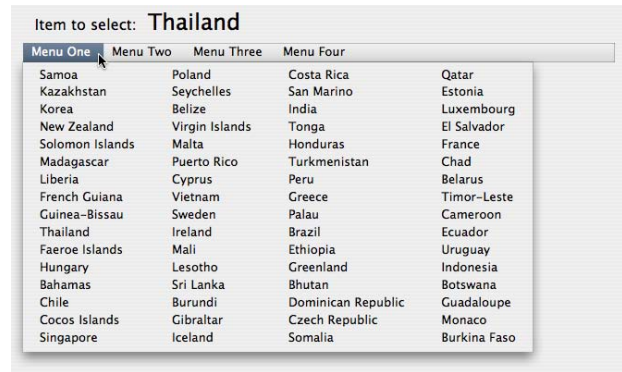 Item to select: Thailand
Menu One Menu Two Menu Three Menu Four
Samoa Poland Costa Rica Qatar
Kazakhstan Seychelles San Marino Estonia
Korea Belize India Luxembourg
New Zealand Virgin Islands Tonga El Salvador
Solomon Islands Malta Honduras France
Madagascar Puerto Rico Turkmenistan Chad
Liberia Cyprus Peru Belarus
French Guiana Vietnam Greece Timor-Leste
Guinea-Bissau Sweden Palau Cameroon
Thailand Ireland Brazil Ecuador
Faeroe Islands Mali Ethiopia Uruguay
Hungary Lesotho Greenland Indonesia
Bahamas Sri Lanka Bhutan Botswana
Chile Burundi Dominican Republic Guadaloupe
Cocos Islands Gibraltar Czech Republic Monaco
Singapore Iceland Somalia Burkina Faso